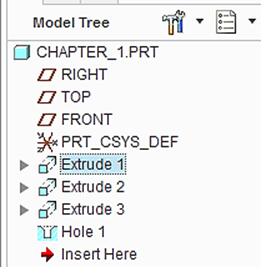 Model Tree
CHAPTER_1.PRT
RIGHT
TOP
FRONT
PRT_CSYS_DEF
Extrude 1
Extrude 2
Extrude 3
Hole 1
Insert Here